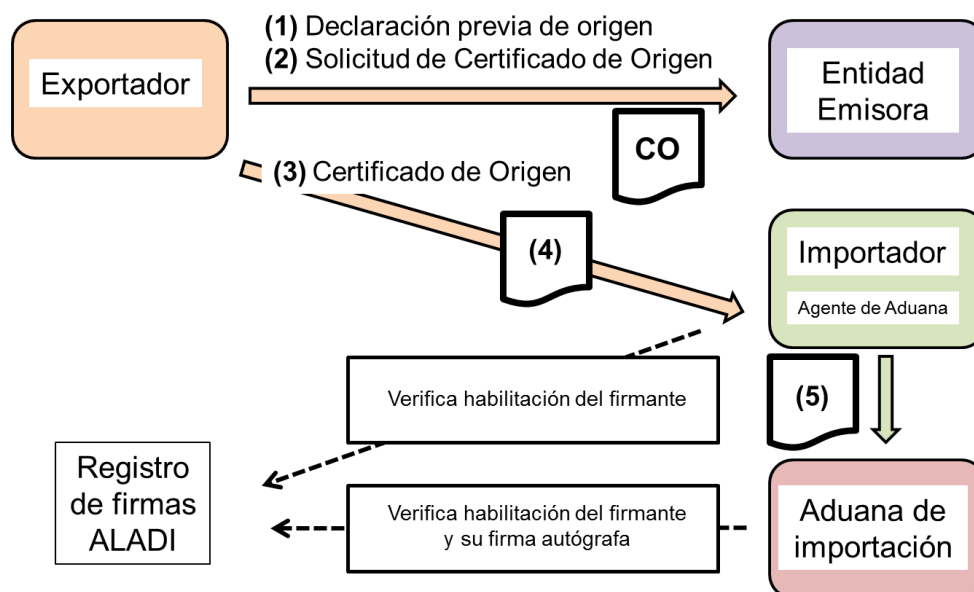 (1) Declaración previa de origen
(2) Solicitud de Certificado de Origen
Exportador
Entidad
Emisora
CO
(3) Certificado de Origen
(4)
Importador
Agente de Aduana
Verifica habilitación del firmante
(5)
Registro
de firmas
ALADI
Verifica habilitación del firmante
y su firma autógrafa
Aduana de
importación